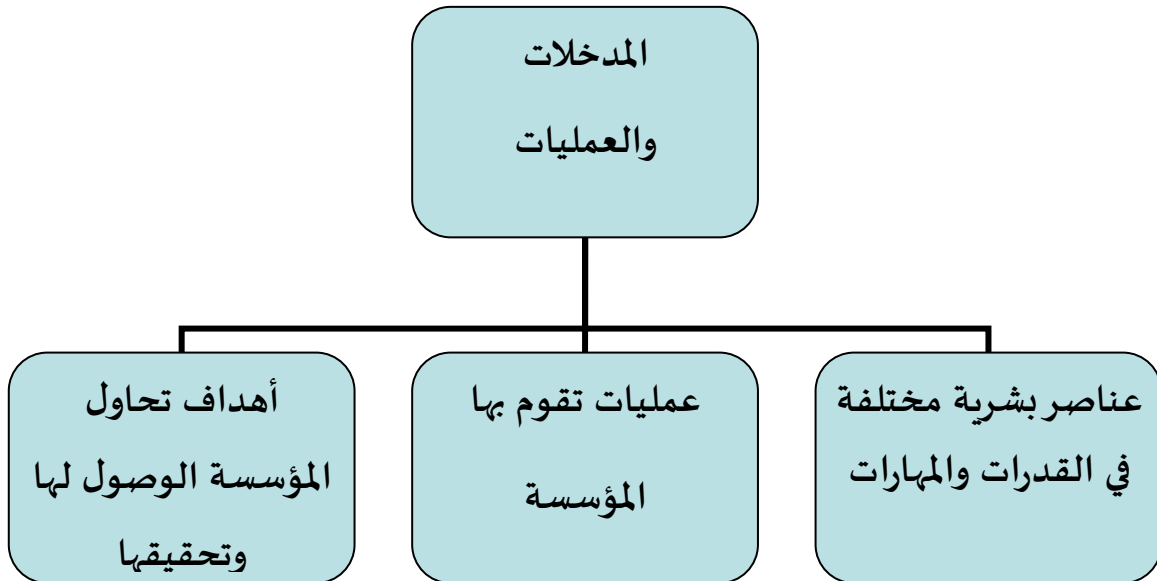 المدخلات
والعمليات
عناصر بشرية مختلفة
في القدرات والمهارات
عمليات تقوم بها
المؤسسة
أهداف تحاول
المؤسسة الوصول لها
وتحقيقها